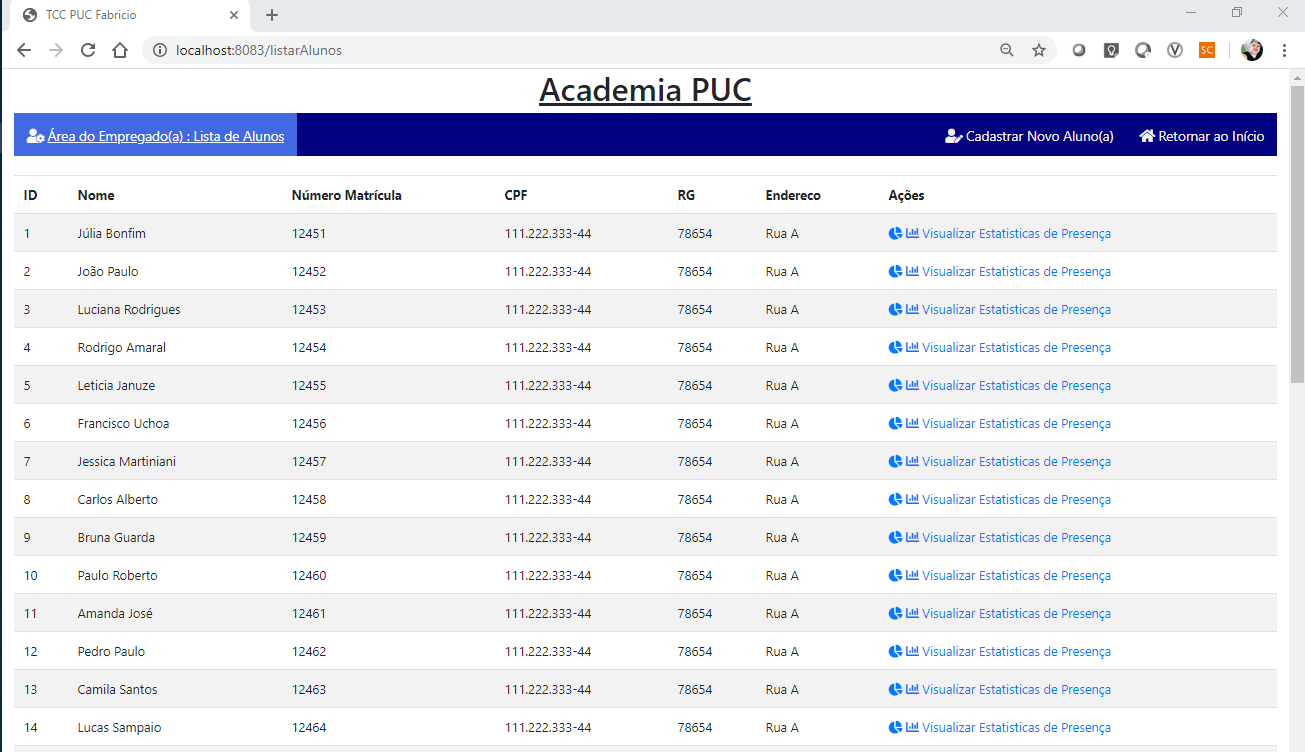 TCC PUC Fabricio
localhost:8083/listarAlunos
SC
Academia PUC
Área do Empregado(a) : Lista de Alunos Cadastrar Novo Aluno(a) Retornar ao Início
ID Nome Número Matrícula CPF RG Endereco Ações
1 Júlia Bonfim 12451 111.222.333-44 78654 Rua A Visualizar Estatisticas de Presença
2 João Paulo 12452 111.222.333-44 78654 Rua A Visualizar Estatisticas de Presença
3 Luciana Rodrigues 12453 111.222.333-44 78654 Rua A Visualizar Estatisticas de Presença
4 Rodrigo Amaral 12454 111.222.333-44 78654 Rua A Visualizar Estatisticas de Presença
5 Leticia Januze 12455 111.222.333-44 78654 Rua A Visualizar Estatisticas de Presença
6 Francisco Uchoa 12456 111.222.333-44 78654 Rua A Visualizar Estatisticas de Presença
7 Jessica Martiniani 12457 111.222.333-44 78654 Rua A Visualizar Estatisticas de Presença
8 Carlos Alberto 12458 111.222.333-44 78654 Rua A Visualizar Estatisticas de Presença
9 Bruna Guarda 12459 111.222.333-44 78654 Rua A Visualizar Estatisticas de Presença
10 Paulo Roberto 12460 111.222.333-44 78654 Rua A Visualizar Estatisticas de Presença
11 Amanda José 12461 111.222.333-44 78654 Rua A Visualizar Estatisticas de Presença
12 Pedro Paulo 12462 111.222.333-44 78654 Rua A Visualizar Estatisticas de Presença
13 Camila Santos 12463 111.222.333-44 78654 Rua A Visualizar Estatisticas de Presença
14 Lucas Sampaio 12464 111.222.333-44 78654 Rua A Visualizar Estatisticas de Presença